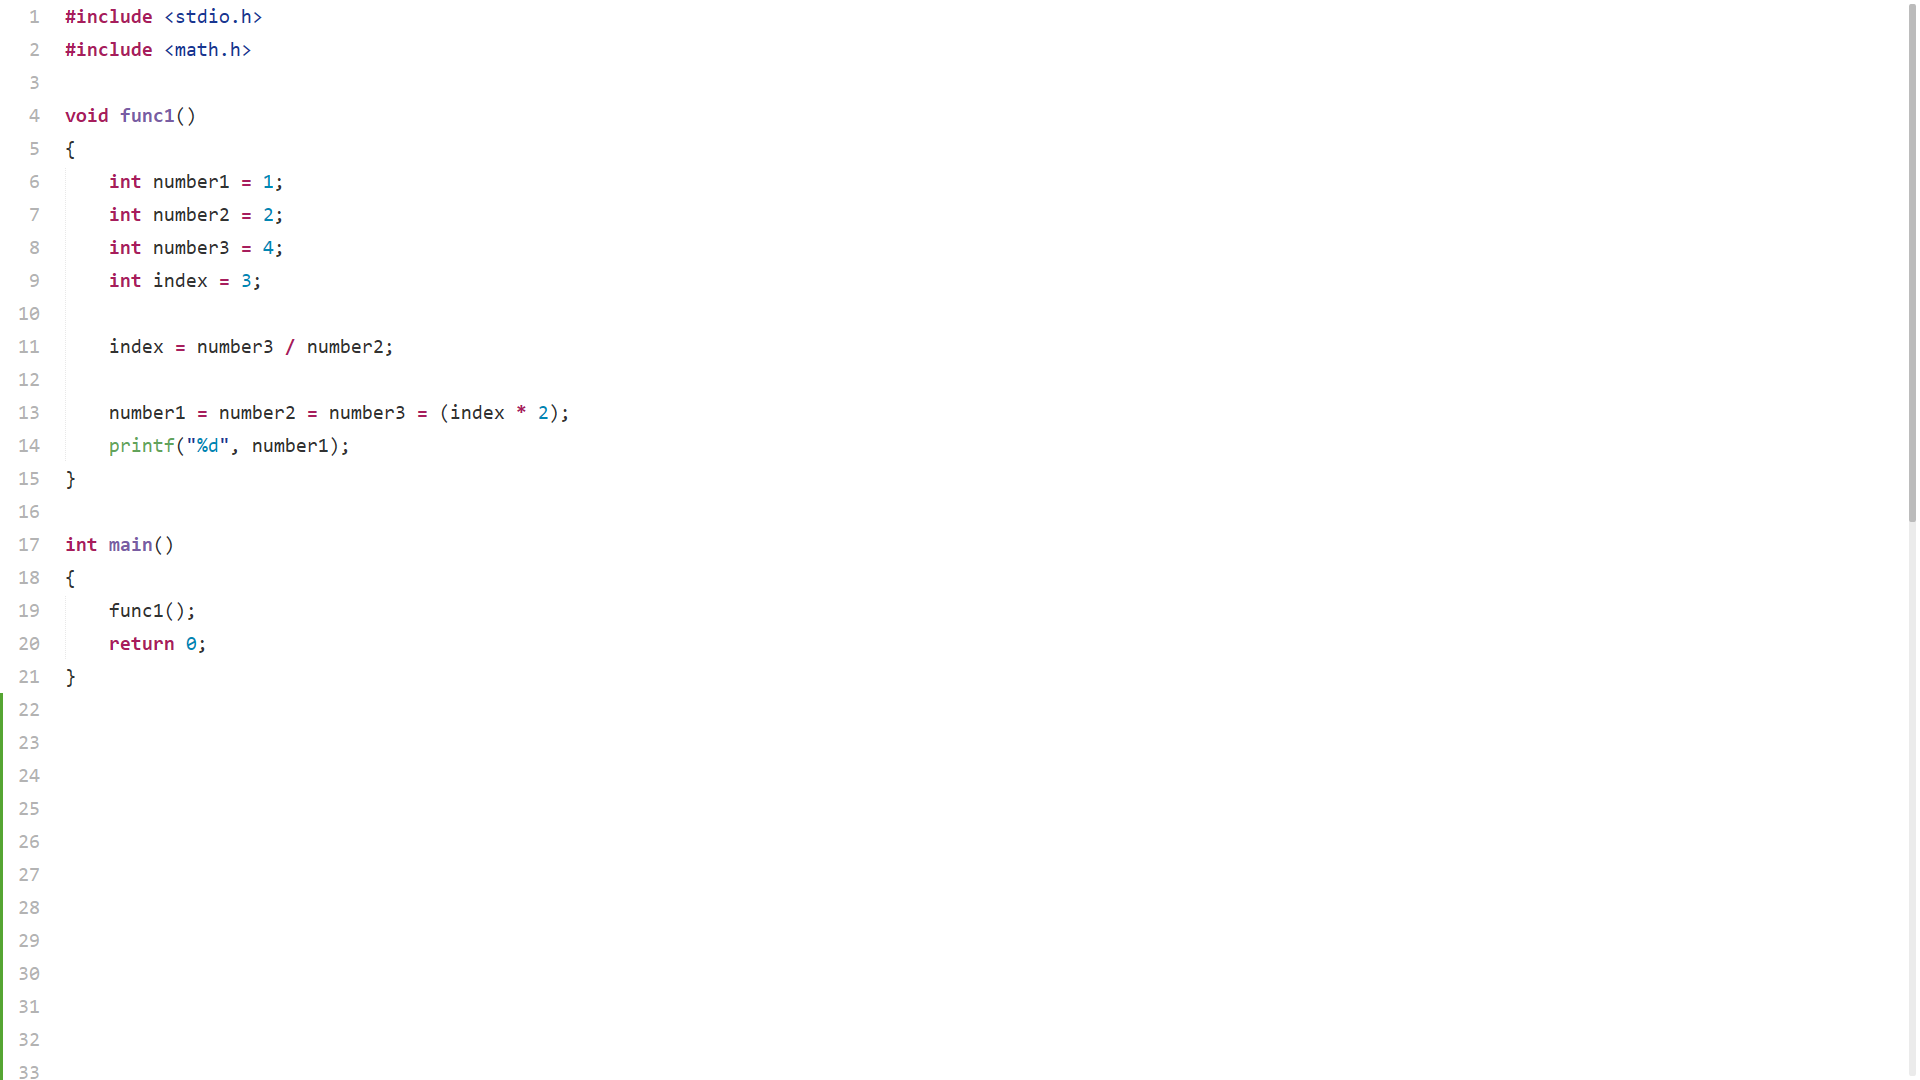 1 #include <stdio.h>
2 #include <math.h>
3
4 void func1()
5 {
6     int number1 = 1;
7     int number2 = 2;
8     int number3 = 4;
9     int index = 3;
10
11     index = number3 / number2;
12
13     number1 = number2 = number3 = (index * 2);
14     printf("%d", number1);
15 }
16
17 int main()
18 {
19     func1();
20     return 0;
21 }
22
23
24
25
26
27
28
29
30
31
32
33